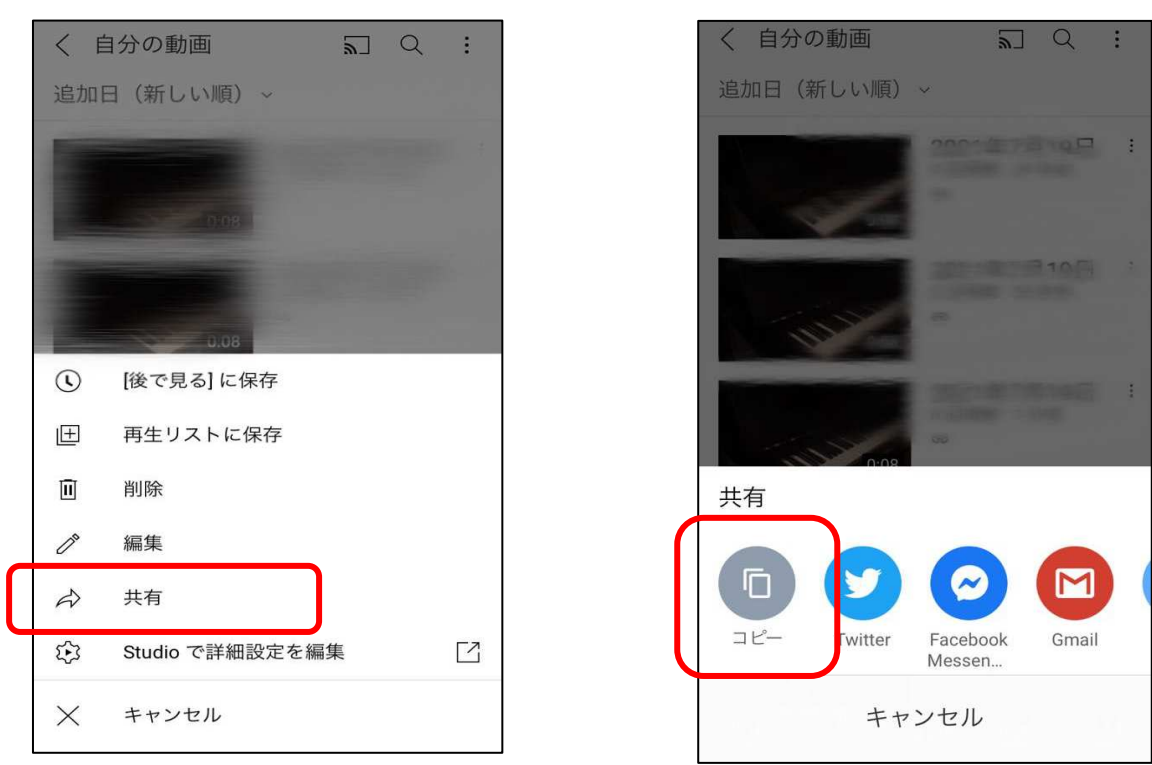 自分の動画
追加日（新しい順）
0:08
0:08
[後で見る] に保存
再生リストに保存
削除
編集
共有
Studio で詳細設定を編集
キャンセル
自分の動画
追加日（新しい順）
0:08
共有
コピー
Twitter
Facebook
Messen...
Gmail
キャンセル